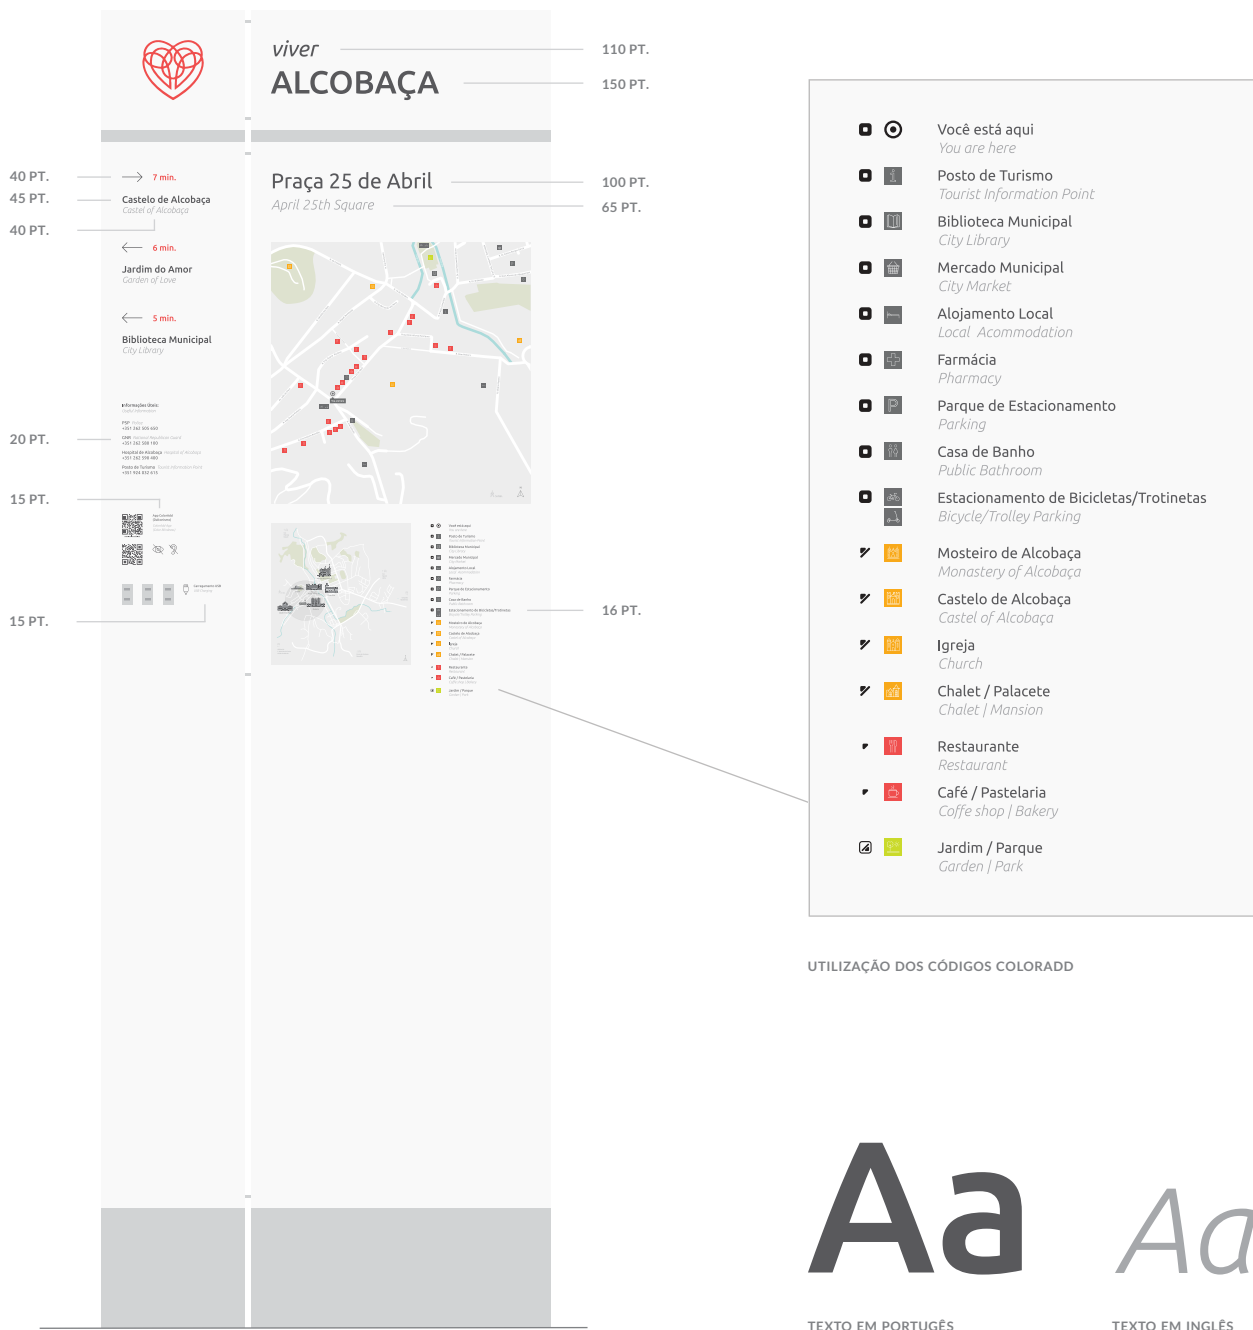 viver
ALCOBAÇA
110 PT.
150 PT.
40 PT.
45 PT.
40 PT.
7 min.
Castelo de Alcobaça
Castel of Alcobaça
6 min.
Jardim do Amor
Garden of Love
5 min.
Biblioteca Municipal
City Library
Praça 25 de Abril
April 25th Square
100 PT.
65 PT.
Informações Úteis:
20 PT.
15 PT.
15 PT.
16 PT.
Você está aqui
You are here
Posto de Turismo
Tourist Information Point
Biblioteca Municipal
City Library
Mercado Municipal
City Market
Alojamento Local
Local Acommodation
Farmácia
Pharmacy
Parque de Estacionamento
Parking
Casa de Banho
Public Bathroom
Estacionamento de Bicicletas/Trotinetas
Bicycle/Trolley Parking
Mosteiro de Alcobaça
Monastery of Alcobaça
Castelo de Alcobaça
Castel of Alcobaça
Igreja
Church
Chalet / Palacete
Chalet | Mansion
Restaurante
Restaurant
Café / Pastelaria
Coffe shop | Bakery
Jardim / Parque
Garden | Park
UTILIZAÇÃO DOS CÓDIGOS COLORADD
Aa
Aa
TEXTO EM PORTUGÊS
TEXTO EM INGLÊS